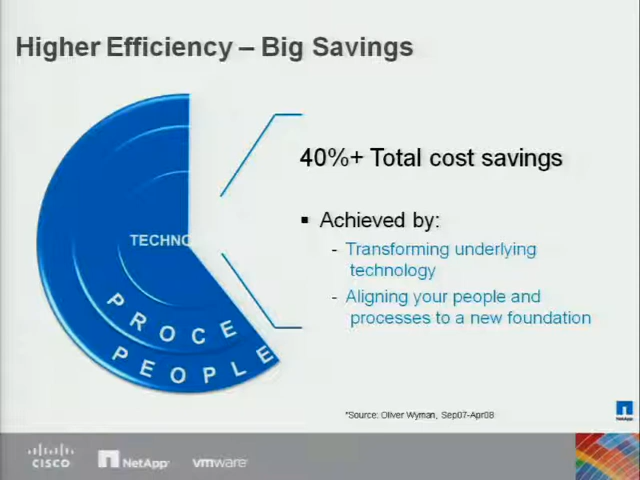 Higher Efficiency – Big Savings
40%+ Total cost savings
▪ Achieved by:
- Transforming underlying
technology
- Aligning your people and
processes to a new foundation
TECHNO
PROCE
PEOPLE
*Source: Oliver Wyman, Sep07-Apr08
NetApp
CISCO
NetApp
vmware